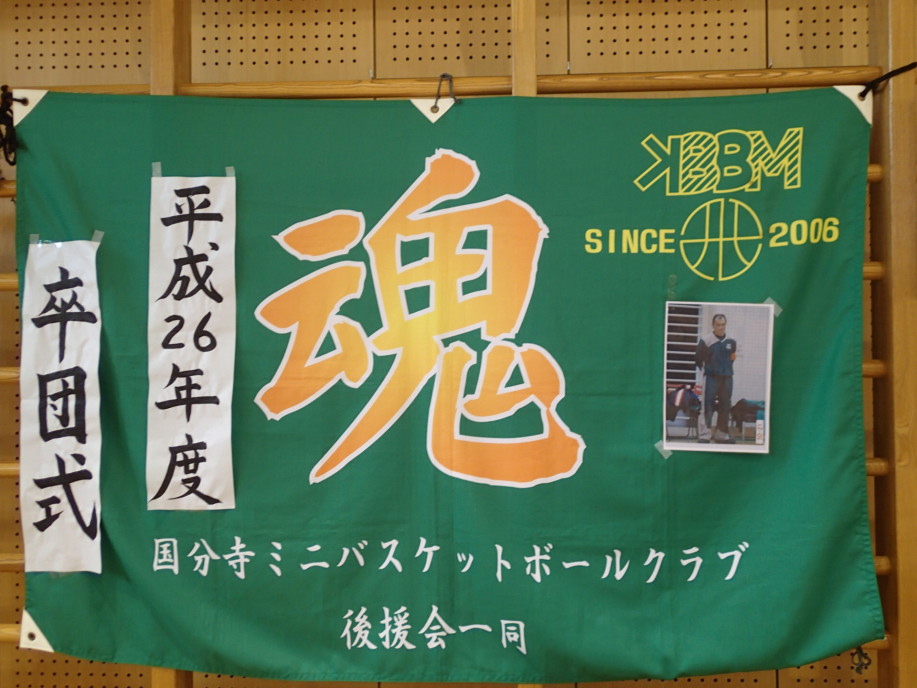 平成26年度
卒団式
魂
KBBM
SINCE 2006
国分寺ミニバスケットボールクラブ
後援会一同